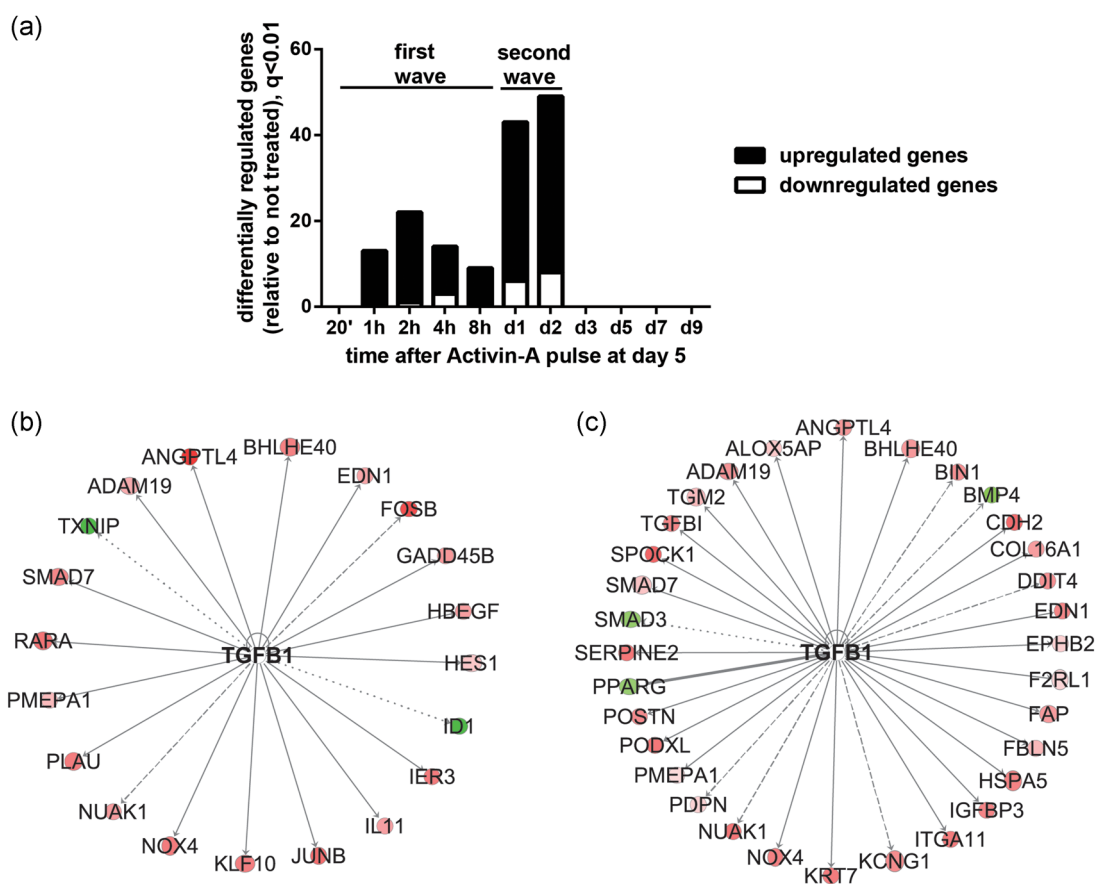 (a)
differentially regulated genes
(relative to not treated), q<0.01
60
40
20
0
first
wave
second
wave
20' 1h 2h 4h 8h d1 d2 d3 d5 d7 d9
time after Activin-A pulse at day 5
upregulated genes
downregulated genes
(b)
BHLHE40
ANGPTL4
EDN1
ADAM19
FOSB
TXNIP
GADD45B
SMAD7
HBEGF
RARA
TGFB1
HES1
PMEPA1
ID1
PLAU
IER3
NUAK1
IL11
NOX4
JUNB
KLF10
(c)
ANGPTL4
ALOX5AP
BHLHE40
ADAM19
BIN1
TGM2
BMP4
TGFBI
CDH2
SPOCK1
COL16A1
SMAD7
DDIT4
SMAD3
EDN1
SERPINE2
TGFB1
EPHB2
PPARG
F2RL1
POSTN
FAP
PODXL
FBLN5
PMEPA1
HSPA5
PDPN
IGFBP3
NUAK1
ITGA11
NOX4
KCNG1
KRT7